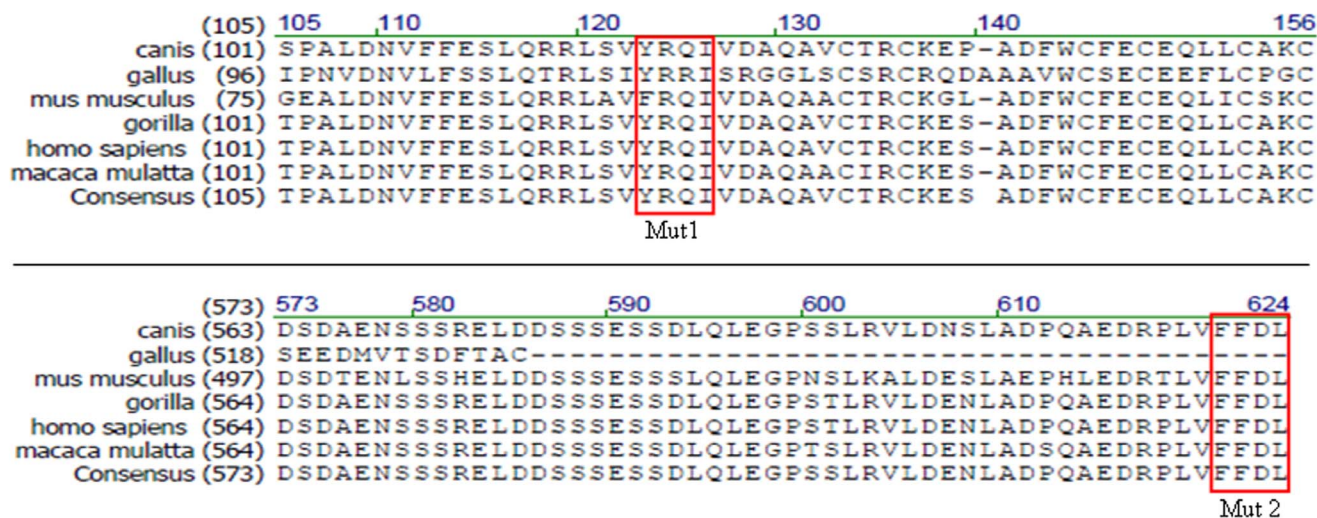 (105) 105 110 120 130 140 156
canis (101) SPALDNVFFESLQRRLSVYRQIVDAQAVCTRCKEP-ADFWCFECEQLLCAKC
gallus (96) IPNVDNVLFSSLQTRLSIYRRISRGGLSCSRCRQDAAAVWCSECEEFLCPGC
mus musculus (75) GEALDNVFFESLQRRLAVFRQIVDAQAACTRCKGL-ADFWCFECEQLICSKC
gorilla (101) TPALDNVFFESLQRRLSVYRQIVDAQAVCTRCKES-ADFWCFECEQLLCAKC
homo sapiens (101) TPALDNVFFESLQRRLSVYRQIVDAQAVCTRCKES-ADFWCFECEQLLCAKC
macaca mulatta (101) TPALDNVFFESLQRRLSVYRQIVDAQAACIRCKES-ADFWCFECEQLLCAKC
Consensus (105) TPALDNVFFESLQRRLSVYRQIVDAQAVCTRCKES ADFWCFECEQLLCAKC
Mut1
(573) 573 580 590 600 610 624
canis (563) DSDAENSSSRELDDSSSESSDLQLEGPSSLRVLDNSLADPQAEDRPLVFFDL
gallus (518) SEEDMVTSDFTAC---------------------------------------
mus musculus (497) DSDTENLSSHELDDSSSESSSLQLEGPNSLKALDESLAEPHLEDRTLVFFDL
gorilla (564) DSDAENSSSRELDDSSSESSDLQLEGPSTLRVLDENLADPQAEDRPLVFFDL
homo sapiens (564) DSDAENSSSRELDDSSSESSDLQLEGPSTLRVLDENLADPQAEDRPLVFFDL
macaca mulatta (564) DSDAENSSSRELDDSSSESSDLQLEGPTSLRVLDENLADSQAEDRPLVFFDL
Consensus (573) DSDAENSSSRELDDSSSESSDLQLEGPSSLRVLDENLADPQAEDRPLVFFDL
Mut 2